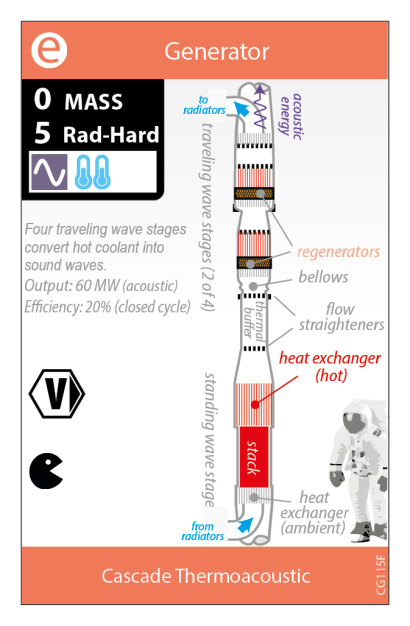 e
Generator
0 MASS
5 Rad-Hard
Four traveling wave stages
convert hot coolant into
sound waves.
Output: 60 MW (acoustic)
Efficiency: 20% (closed cycle)
V
to
radiators
acoustic
energy
traveling wave stages (2 of 4)
regenerators
bellows
thermal
buffer
flow
straighteners
heat exchanger
(hot)
standing wave stage
stack
heat
exchanger
(ambient)
from
radiators
Cascade Thermoacoustic
CG115F